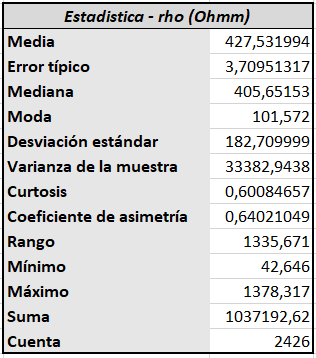 Estadistica - rho (Ohmm)
Media 427,531994
Error típico 3,70951317
Mediana 405,65153
Moda 101,572
Desviación estándar 182,709999
Varianza de la muestra 33382,9438
Curtosis 0,60084657
Coeficiente de asimetría 0,64021049
Rango 1335,671
Mínimo 42,646
Máximo 1378,317
Suma 1037192,62
Cuenta 2426